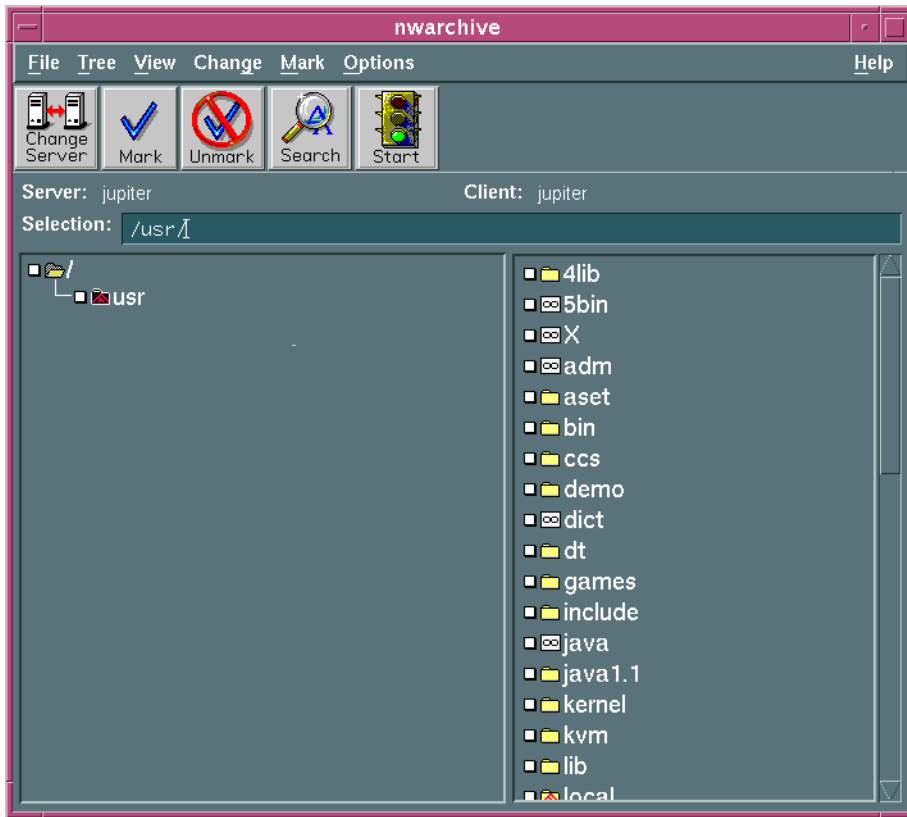 nwarchive
File Tree View Change Mark Options Help
Change Server Mark Unmark Search Start
Server: jupiter Client: jupiter
Selection: /usr/
/
usr
4lib
5bin
X
adm
aset
bin
ccs
demo
dict
dt
games
include
java
java1.1
kernel
kvm
lib
local